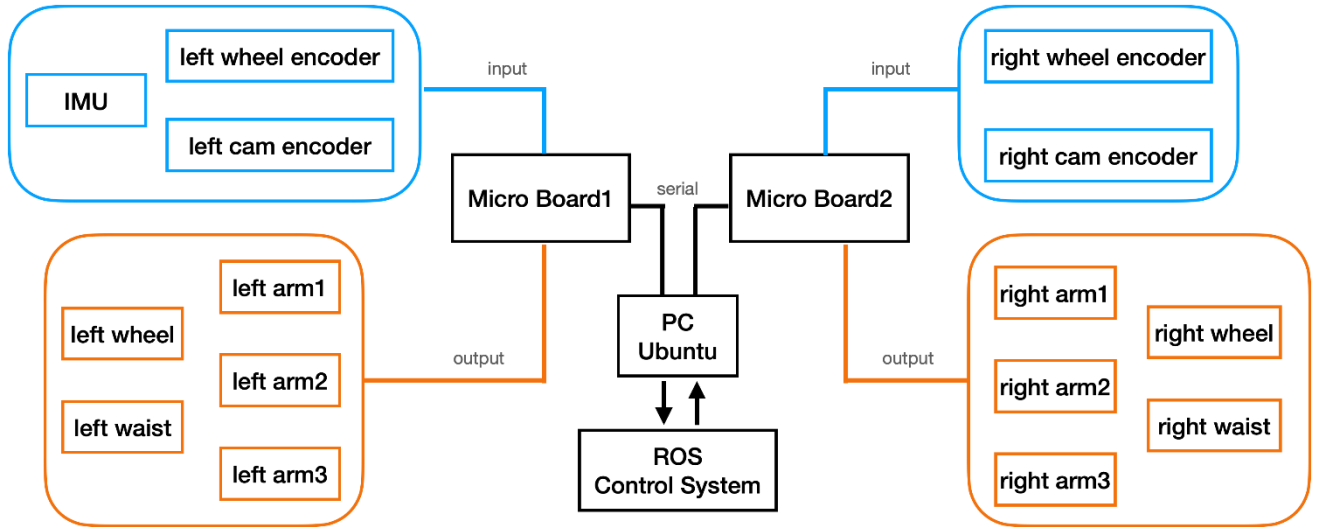 left wheel encoder
IMU
left cam encoder
input
input
right wheel encoder
right cam encoder
Micro Board1
serial
Micro Board2
left arm1
left wheel
left arm2
left waist
left arm3
output
PC
Ubuntu
output
right arm1
right wheel
right arm2
right waist
right arm3
ROS
Control System